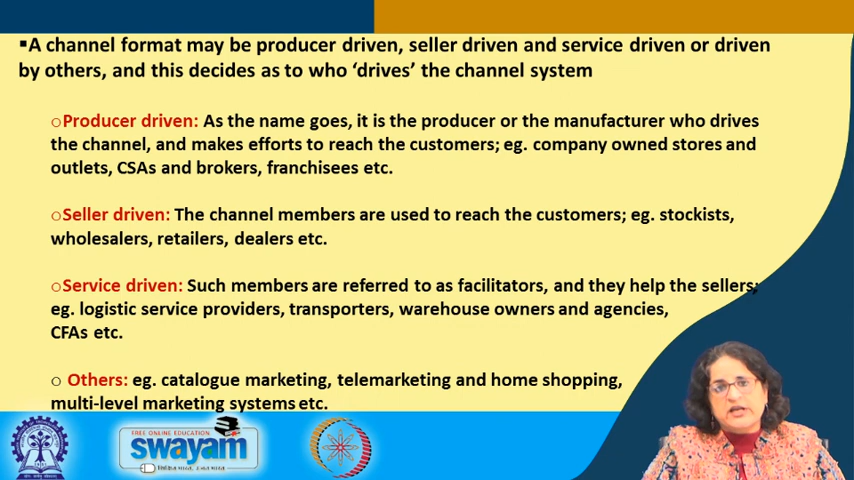 ▪A channel format may be producer driven, seller driven and service driven or driven
by others, and this decides as to who ‘drives’ the channel system
○Producer driven: As the name goes, it is the producer or the manufacturer who drives
the channel, and makes efforts to reach the customers; eg. company owned stores and
outlets, CSAs and brokers, franchisees etc.
○Seller driven: The channel members are used to reach the customers; eg. stockists,
wholesalers, retailers, dealers etc.
○Service driven: Such members are referred to as facilitators, and they help the sellers;
eg. logistic service providers, transporters, warehouse owners and agencies,
CFAs etc.
○ Others: eg. catalogue marketing, telemarketing and home shopping,
multi-level marketing systems etc.
FREE ONLINE EDUCATION
swayam